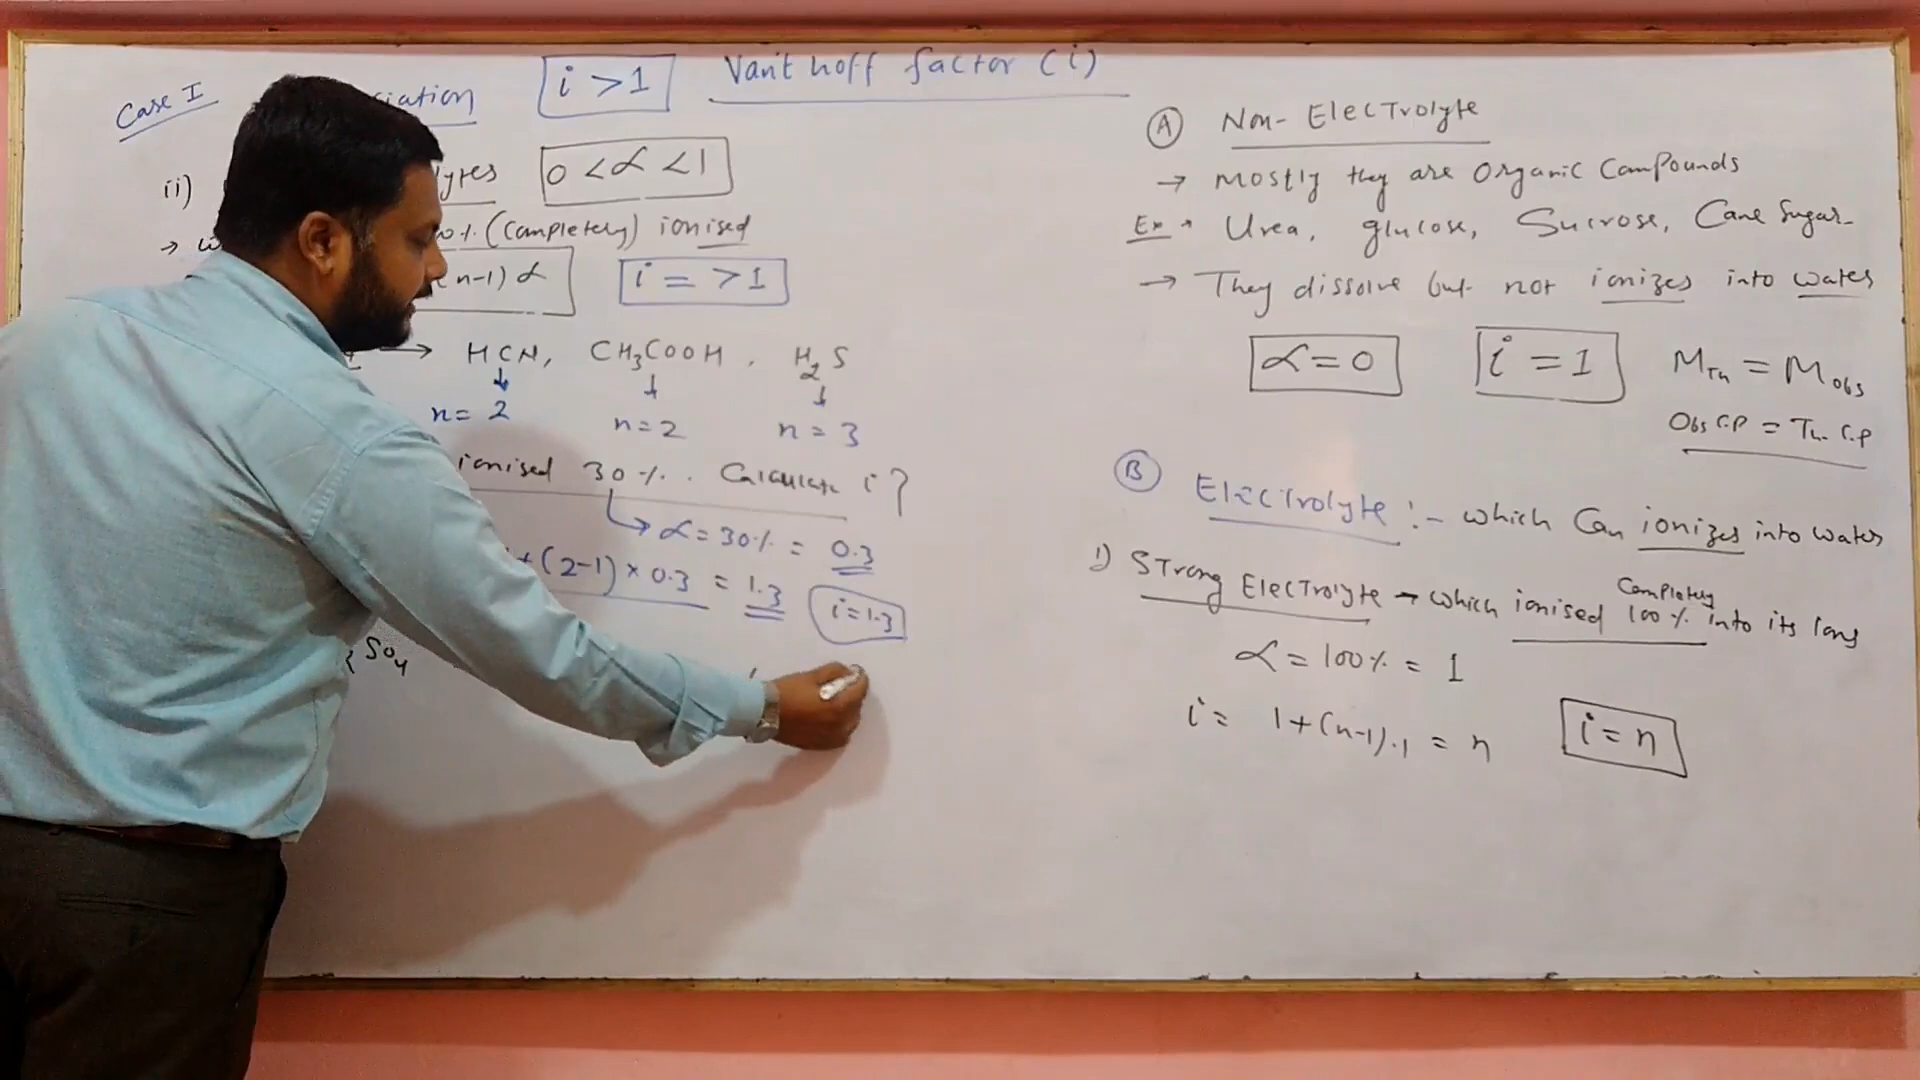 Van't hoff factor (i)
Case I ciation i > 1
ii) lytes 0 < α < 1
→ 0% (Completely) ionised
n-1) α i = > 1
→ HCN, CH3COOH, H2S
n = 2 n = 2 n = 3
ionised 30%. Calculate i?
α = 30% = 0.3
+ (2-1) × 0.3 = 1.3 i = 1.3
SO4
A Non-Electrolyte
→ Mostly they are Organic Compounds
Ex → Urea, glucose, Sucrose, Cane Sugar
→ They dissolve but not ionizes into water
α = 0 i = 1 MTh = MObs
Obs C.P = Th. C.P
B Electrolyte :- which Can ionizes into water
1) STrong ElecTrolyte → which ionised Completely 100% into its Ions
α = 100% = 1
i = 1+(n-1).1 = n i = n